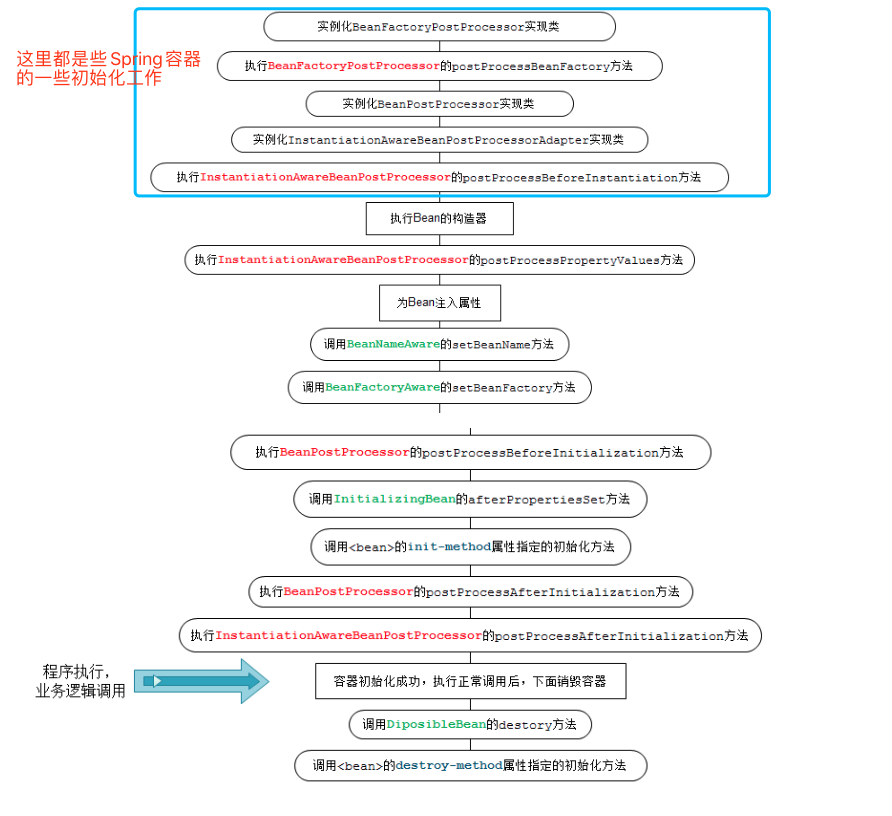 实例化BeanFactoryPostProcessor实现类
这里都是些Spring容器
的一些初始化工作
执行BeanFactoryPostProcessor的postProcessBeanFactory方法
实例化BeanPostProcessor实现类
实例化InstantiationAwareBeanPostProcessorAdapter实现类
执行InstantiationAwareBeanPostProcessor的postProcessBeforeInstantiation方法
执行Bean的构造器
执行InstantiationAwareBeanPostProcessor的postProcessPropertyValues方法
为Bean注入属性
调用BeanNameAware的setBeanName方法
调用BeanFactoryAware的setBeanFactory方法
执行BeanPostProcessor的postProcessBeforeInitialization方法
调用InitializingBean的afterPropertiesSet方法
调用<bean>的init-method属性指定的初始化方法
执行BeanPostProcessor的postProcessAfterInitialization方法
执行InstantiationAwareBeanPostProcessor的postProcessAfterInitialization方法
程序执行，
业务逻辑调用
容器初始化成功，执行正常调用后，下面销毁容器
调用DiposibleBean的destory方法
调用<bean>的destroy-method属性指定的初始化方法